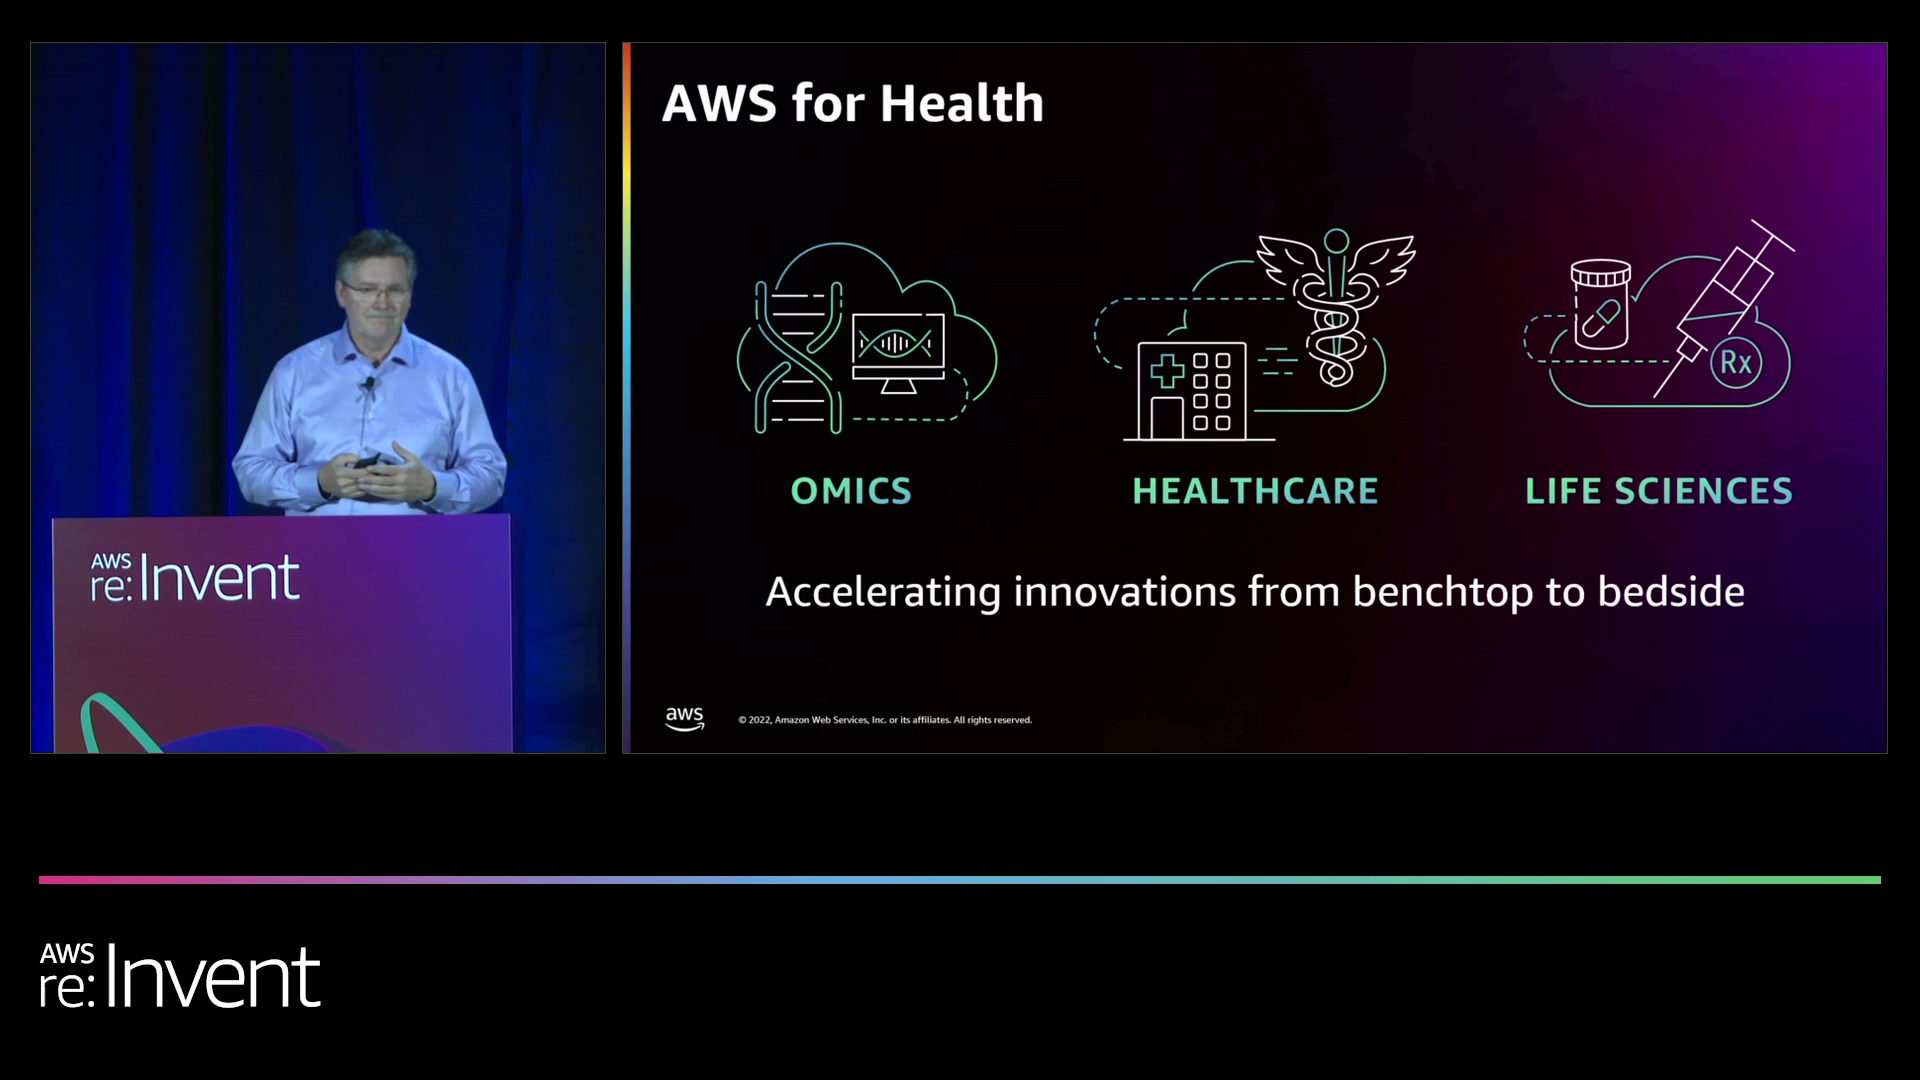 AWS
re:Invent
AWS for Health
Rx
OMICS
HEALTHCARE
LIFE SCIENCES
Accelerating innovations from benchtop to bedside
aws
© 2022, Amazon Web Services, Inc. or its affiliates. All rights reserved.
AWS
re:Invent